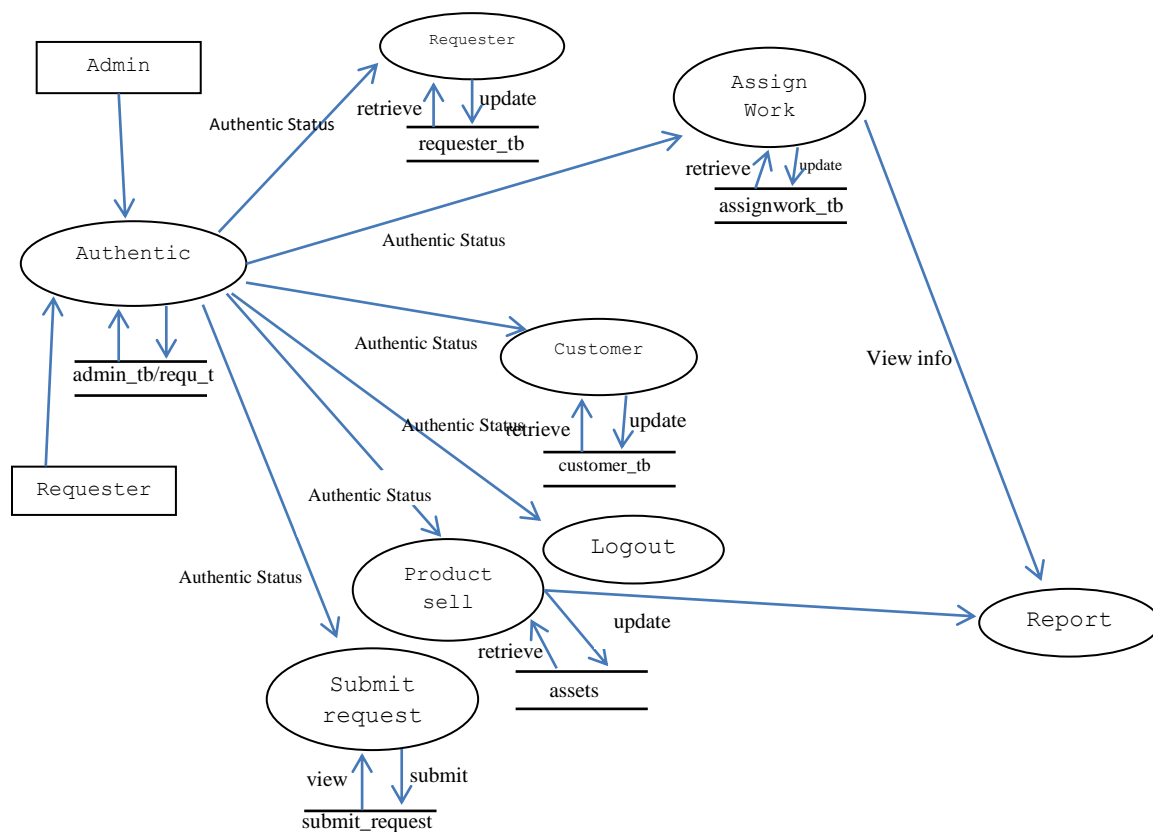 Requester
Admin
Assign
Work
update
retrieve
Authentic Status
requester_tb
retrieve
update
assignwork_tb
Authentic Status
Authentic
Authentic Status
Customer
View info
admin_tb/requ_t
Authentic Status
retrieve
update
customer_tb
Requester
Authentic Status
Logout
Authentic Status
Product
sell
update
Report
retrieve
assets
Submit
request
view
submit
submit_request